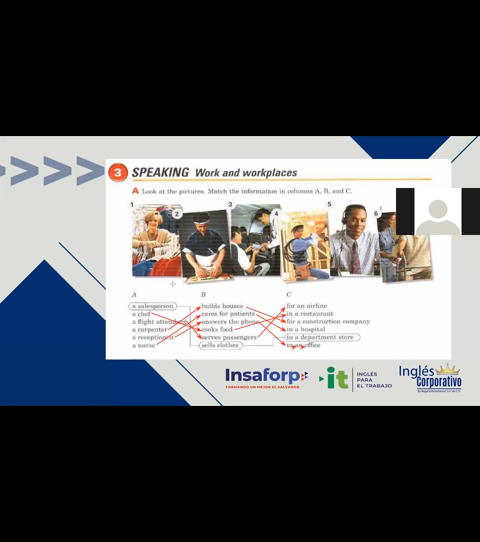 3 SPEAKING Work and workplaces
A Look at the pictures. Match the information in columns A, B, and C.
1
2
3
4
5
6
A B C
a salesperson builds houses for an airline
a chef cares for patients in a restaurant
a flight attendant answers the phone for a construction company
a carpenter cooks food in a hospital
a receptionist serves passengers in a department store
a nurse sells clothes in an office
Insaforp
FORMANDO UN MEJOR EL SALVADOR
it
INGLÉS
PARA
EL TRABAJO
Inglés
Corporativo